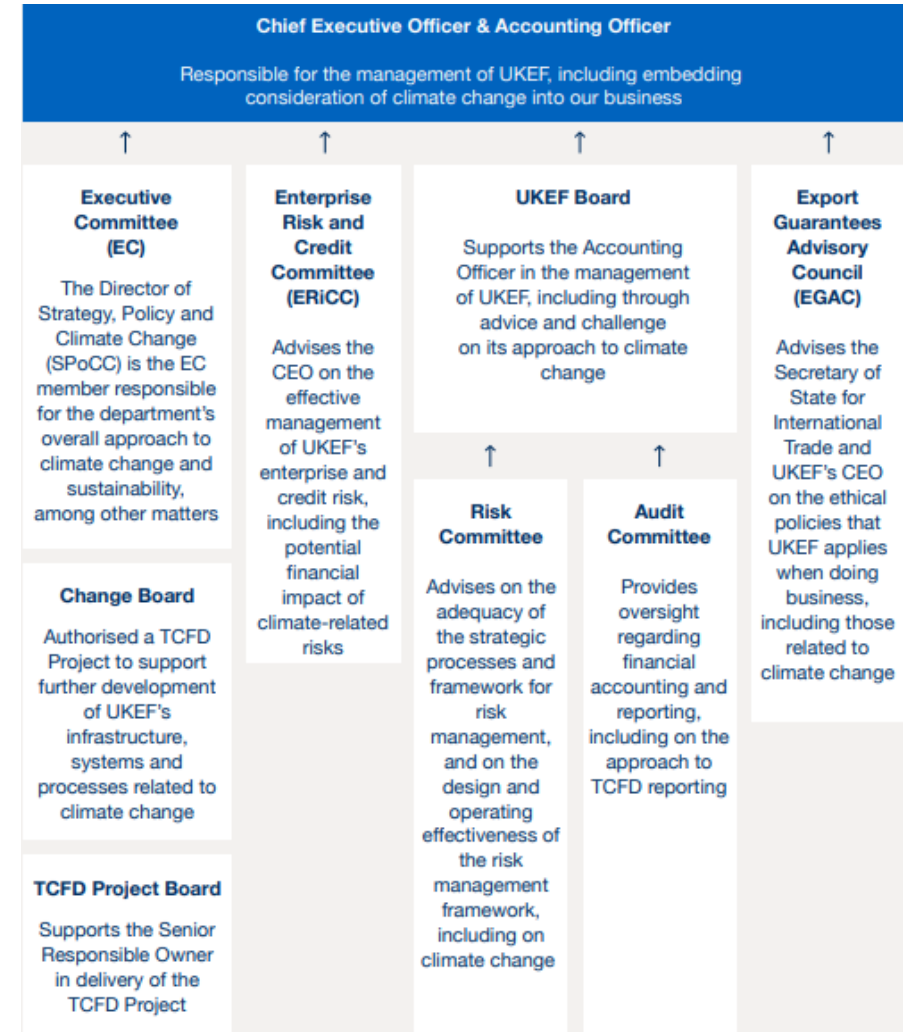 Chief Executive Officer & Accounting Officer
Responsible for the management of UKEF, including embedding
consideration of climate change into our business
↑
↑
↑
↑
Executive
Committee
(EC)
The Director of
Strategy, Policy and
Climate Change
(SPoCC) is the EC
member responsible
for the department's
overall approach to
climate change and
sustainability,
among other matters
Change Board
Authorised a TCFD
Project to support
further development
of UKEF's
infrastructure,
systems and
processes related to
climate change
TCFD Project Board
Supports the Senior
Responsible Owner
in delivery of the
TCFD Project
Enterprise
Risk and
Credit
Committee
(ERiCC)
Advises the
CEO on the
effective
management
of UKEF's
enterprise and
credit risk,
including the
potential
financial
impact of
climate-related
risks
UKEF Board
Supports the Accounting
Officer in the management
of UKEF, including through
advice and challenge
on its approach to climate
change
↑
↑
Risk
Committee
Advises on the
adequacy of
the strategic
processes and
framework for
risk
management,
and on the
design and
operating
effectiveness of
the risk
management
framework,
including on
climate change
Audit
Committee
Provides
oversight
regarding
financial
accounting and
reporting,
including on the
approach to
TCFD reporting
Export
Guarantees
Advisory
Council
(EGAC)
Advises the
Secretary of
State for
International
Trade and
UKEF's CEO
on the ethical
policies that
UKEF applies
when doing
business,
including those
related to
climate change